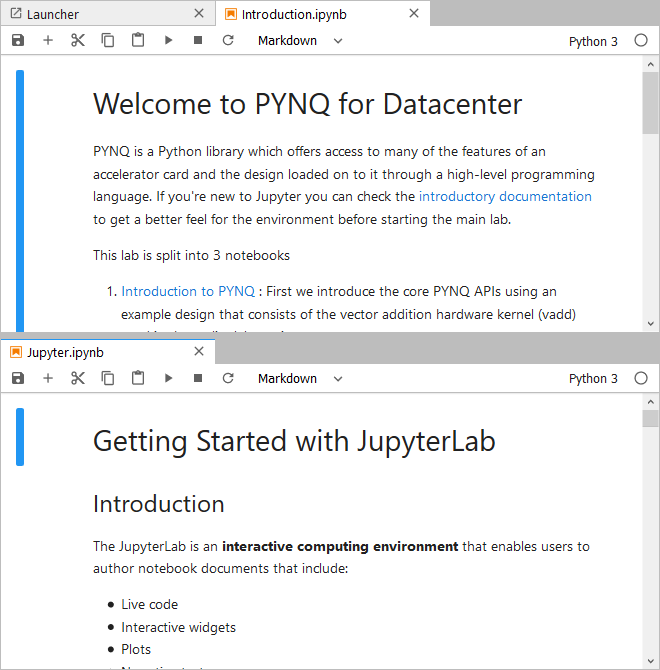 Launcher
Introduction.ipynb
Markdown
Python 3
Welcome to PYNQ for Datacenter
PYNQ is a Python library which offers access to many of the features of an
accelerator card and the design loaded on to it through a high-level programming
language. If you're new to Jupyter you can check the introductory documentation
to get a better feel for the environment before starting the main lab.
This lab is split into 3 notebooks
1. Introduction to PYNQ : First we introduce the core PYNQ APIs using an
example design that consists of the vector addition hardware kernel (vadd)
Jupyter.ipynb
Markdown
Python 3
Getting Started with JupyterLab
Introduction
The JupyterLab is an interactive computing environment that enables users to
author notebook documents that include:
• Live code
• Interactive widgets
• Plots